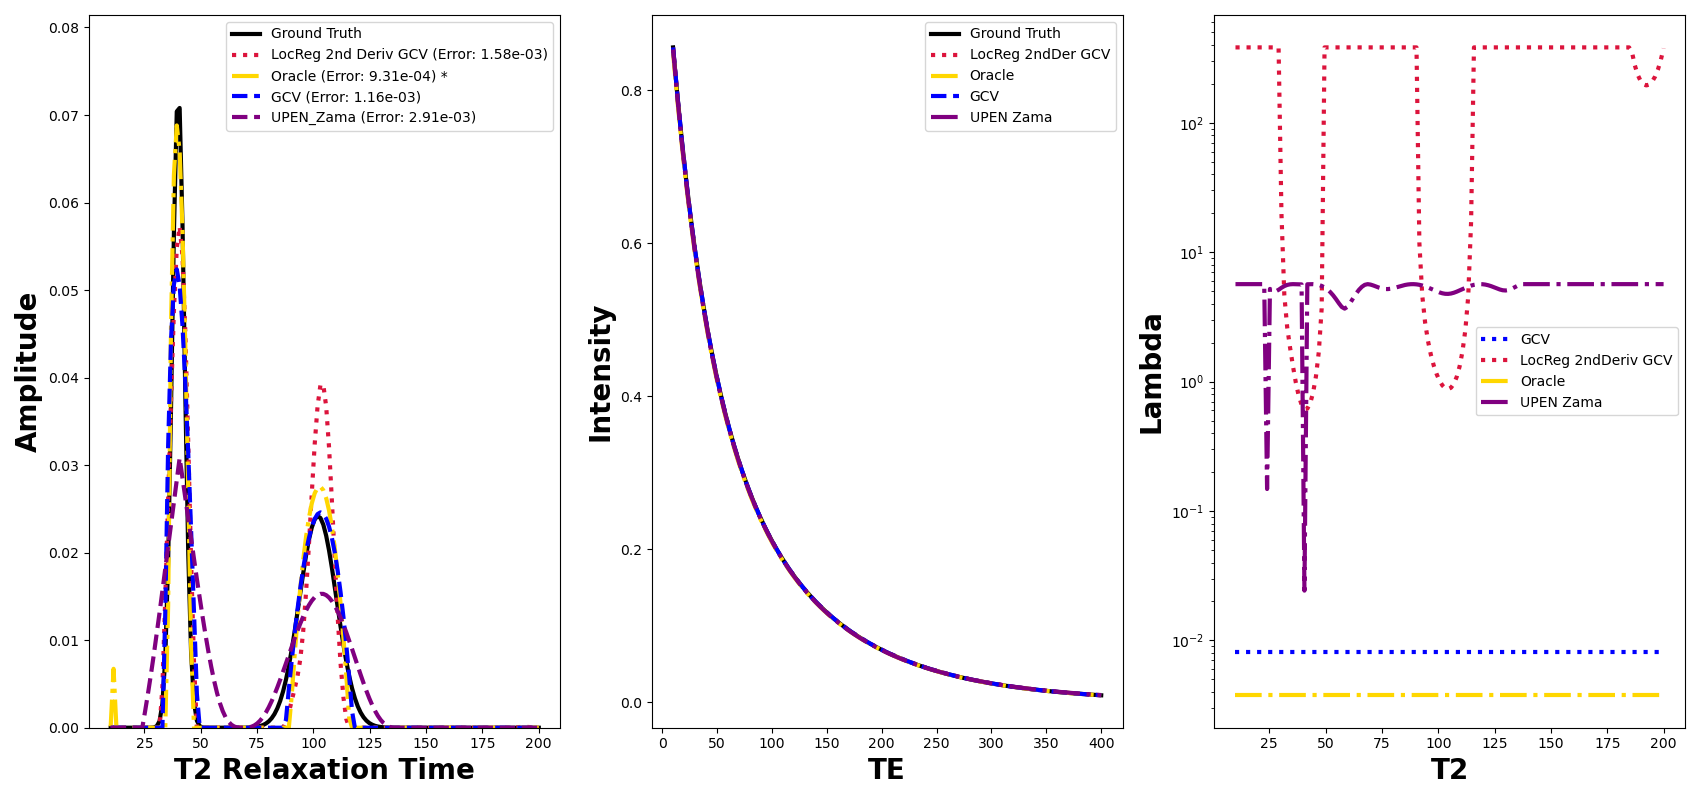 0.08
0.07
0.06
0.05
0.04
0.03
0.02
0.01
0.00
Amplitude
25 50 75 100 125 150 175 200
T2 Relaxation Time
Ground Truth
LocReg 2nd Deriv GCV (Error: 1.58e-03)
Oracle (Error: 9.31e-04) *
GCV (Error: 1.16e-03)
UPEN_Zama (Error: 2.91e-03)
0.8
0.6
0.4
0.2
0.0
Intensity
0 50 100 150 200 250 300 350 400
TE
Ground Truth
LocReg 2ndDer GCV
Oracle
GCV
UPEN Zama
10²
10¹
10⁰
10⁻¹
10⁻²
Lambda
25 50 75 100 125 150 175 200
T2
GCV
LocReg 2ndDeriv GCV
Oracle
UPEN Zama